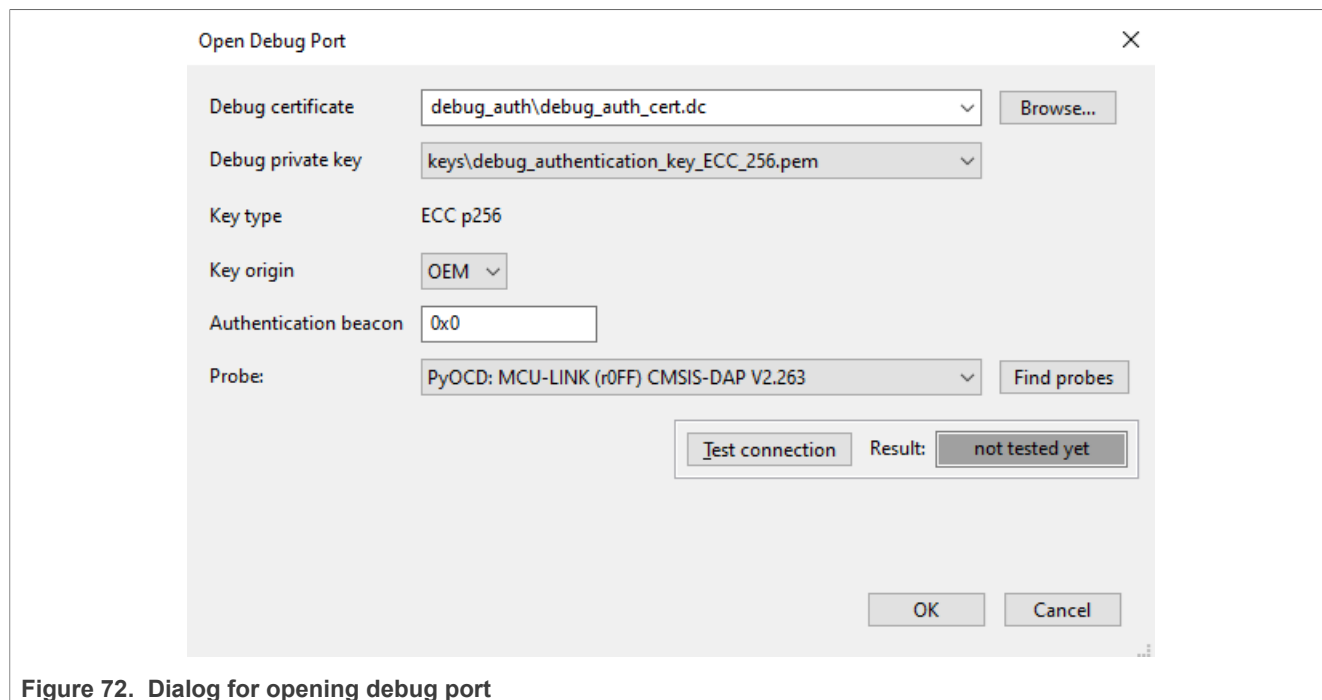 Open Debug Port
Debug certificate debug_auth\debug_auth_cert.dc Browse...
Debug private key keys\debug_authentication_key_ECC_256.pem
Key type ECC p256
Key origin OEM
Authentication beacon 0x0
Probe: PyOCD: MCU-LINK (r0FF) CMSIS-DAP V2.263 Find probes
Test connection Result: not tested yet
OK Cancel
Figure 72. Dialog for opening debug port